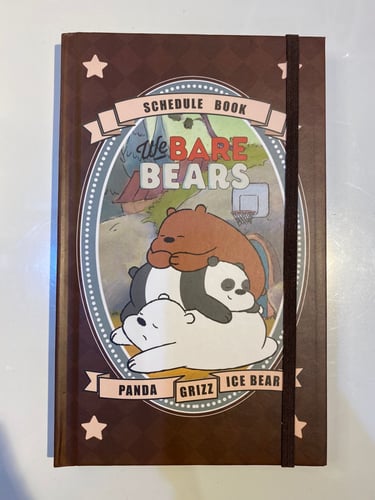 SCHEDULE BOOK
We BARE
BEARS
PANDA GRIZZ ICE BEAR